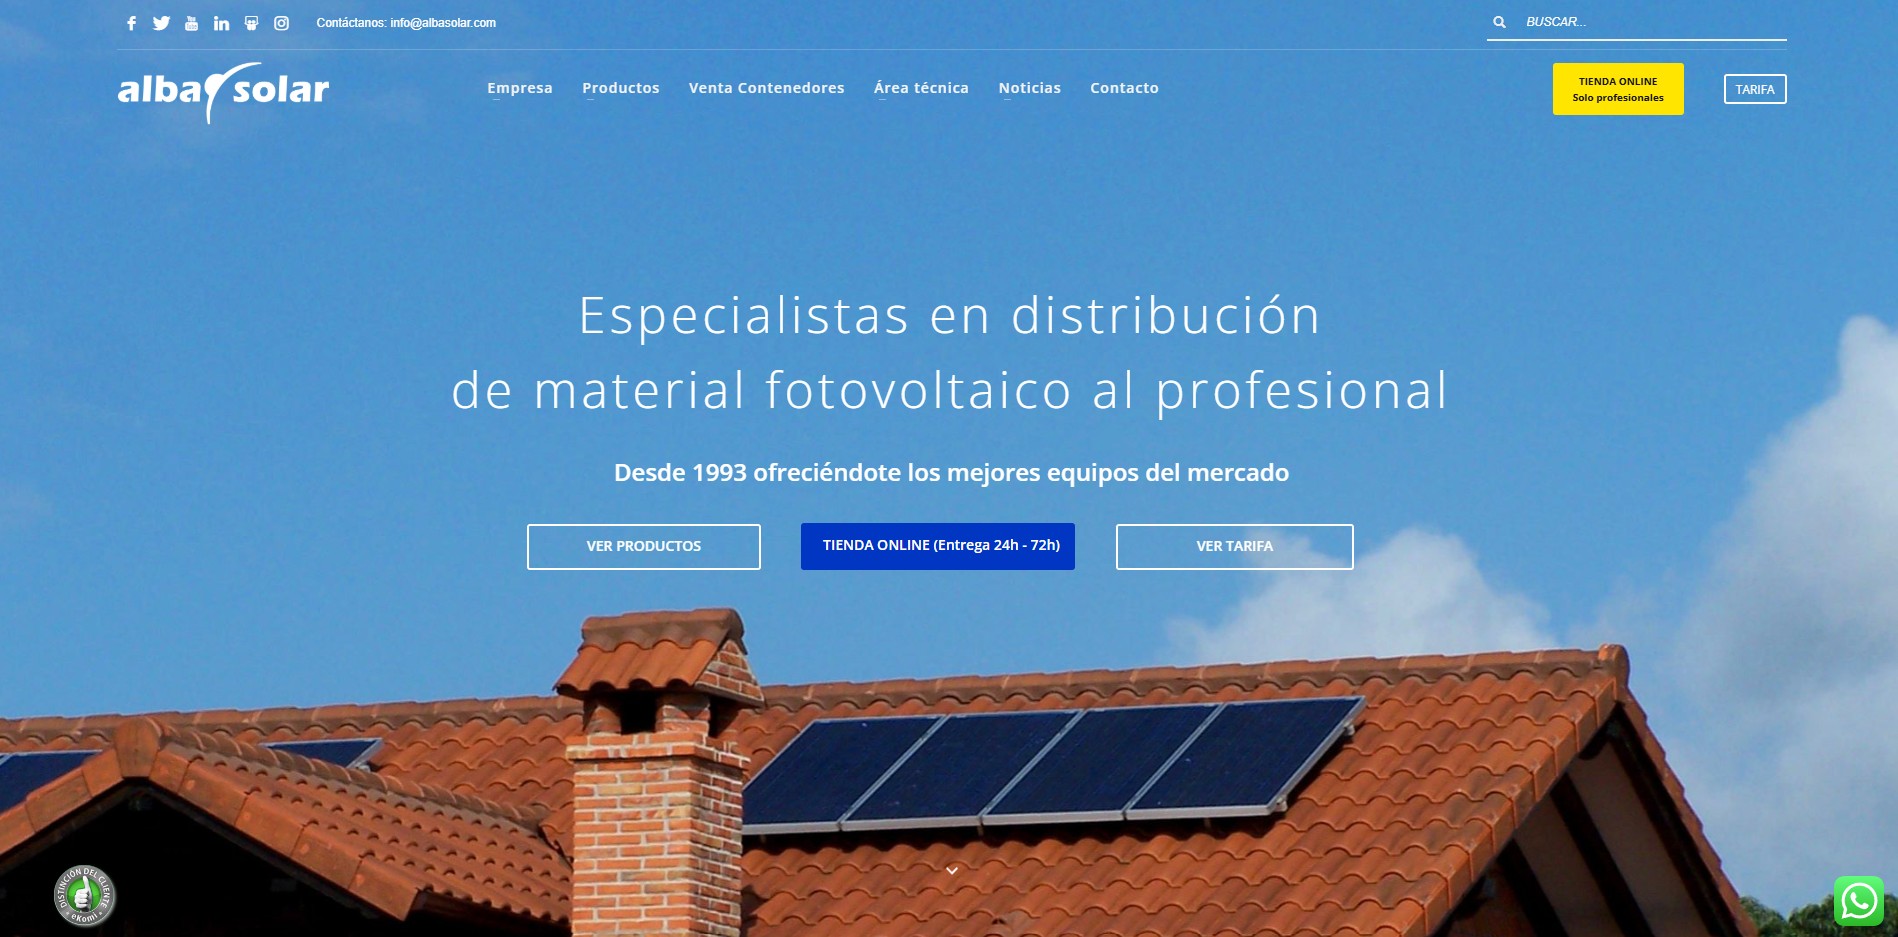 Contáctanos: info@albasolar.com
BUSCAR...
alba solar
Empresa
Productos
Venta Contenedores
Área técnica
Noticias
Contacto
TIENDA ONLINE
Solo profesionales
TARIFA
Especialistas en distribución
de material fotovoltaico al profesional
Desde 1993 ofreciéndote los mejores equipos del mercado
VER PRODUCTOS
TIENDA ONLINE (Entrega 24h - 72h)
VER TARIFA
DISTINCIÓN DEL CLIENTE
eKomi